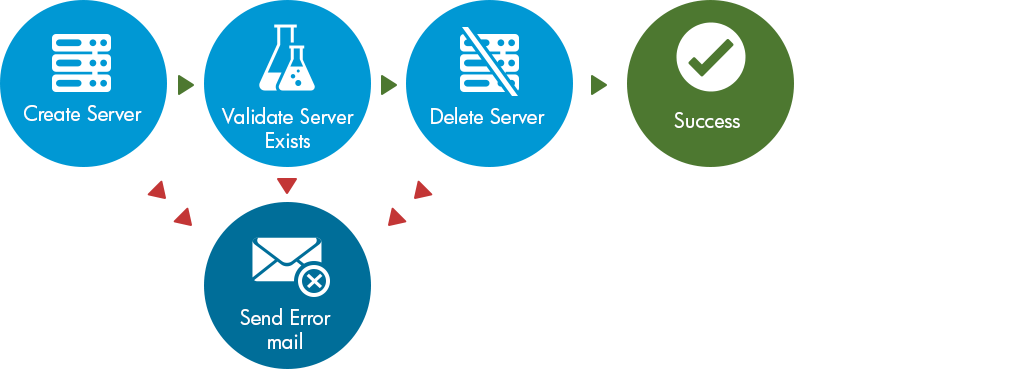 Create Server
Validate Server
Exists
Delete Server
Success
Send Error
mail